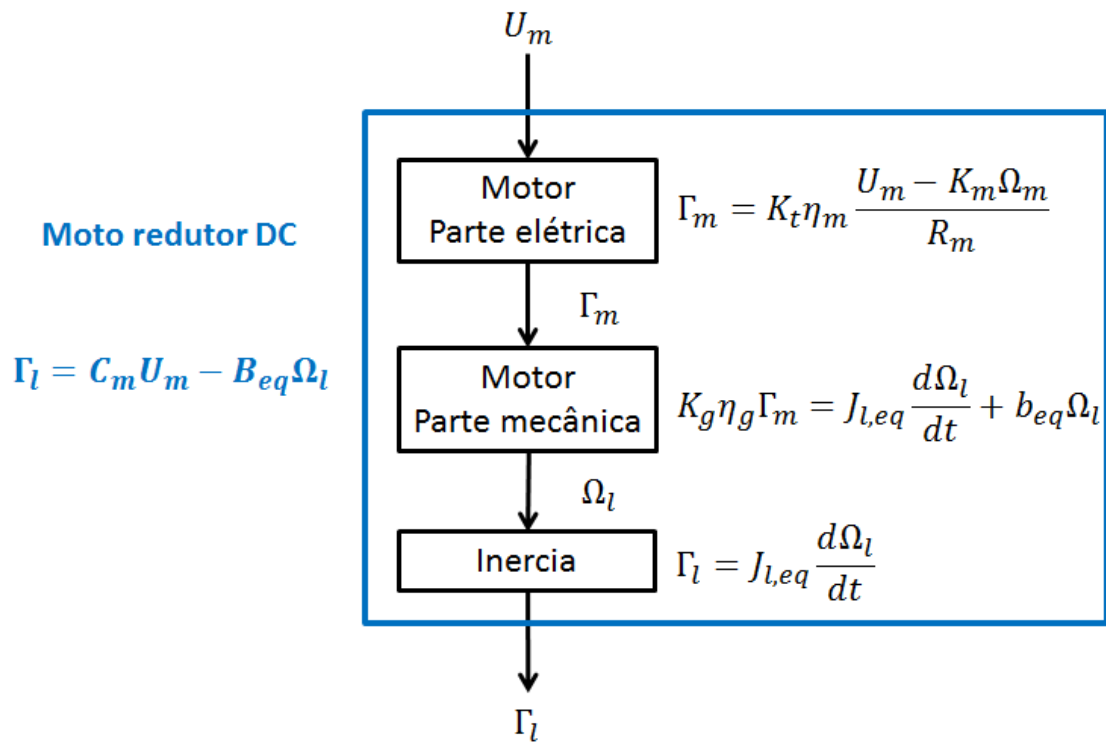 U_m
Motor
Parte elétrica
Γ_m = K_t η_m (U_m − K_m Ω_m) / R_m
Moto redutor DC
Γ_m
Γ_l = C_m U_m − B_eq Ω_l
Motor
Parte mecânica
K_g η_g Γ_m = J_l,eq dΩ_l/dt + b_eq Ω_l
Ω_l
Inercia
Γ_l = J_l,eq dΩ_l/dt
Γ_l